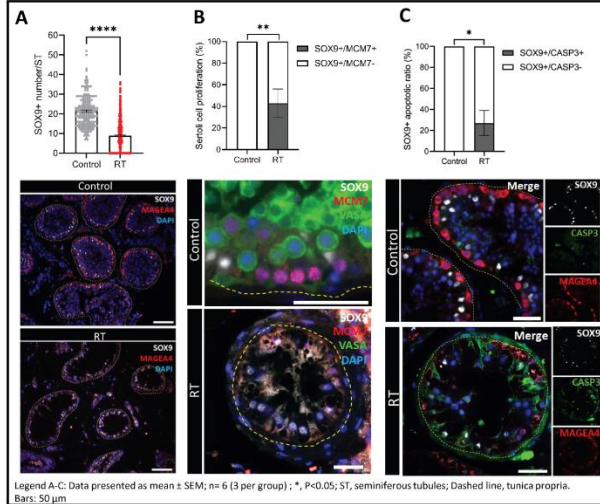 A
****
SOX9+ number/ST
60
50
40
30
20
10
0
Control
RT
B
**
SOX9+/MCM7+
SOX9+/MCM7-
Sertoli cell proliferation (%)
100
80
60
40
20
0
Control
RT
C
*
SOX9+/CASP3+
SOX9+/CASP3-
SOX9+ apoptotic ratio (%)
100
80
60
40
20
0
Control
RT
Control
SOX9
MAGEA4
DAPI
RT
SOX9
MAGEA4
DAPI
Control
SOX9
MCM7
VASA
DAPI
RT
SOX9
MCM7
VASA
DAPI
Control
Merge
SOX9
CASP3
MAGEA4
RT
Merge
SOX9
CASP3
MAGEA4
Legend A-C: Data presented as mean ± SEM; n= 6 (3 per group) ; *, P<0.05; ST, seminiferous tubules; Dashed line, tunica propria.
Bars: 50 μm